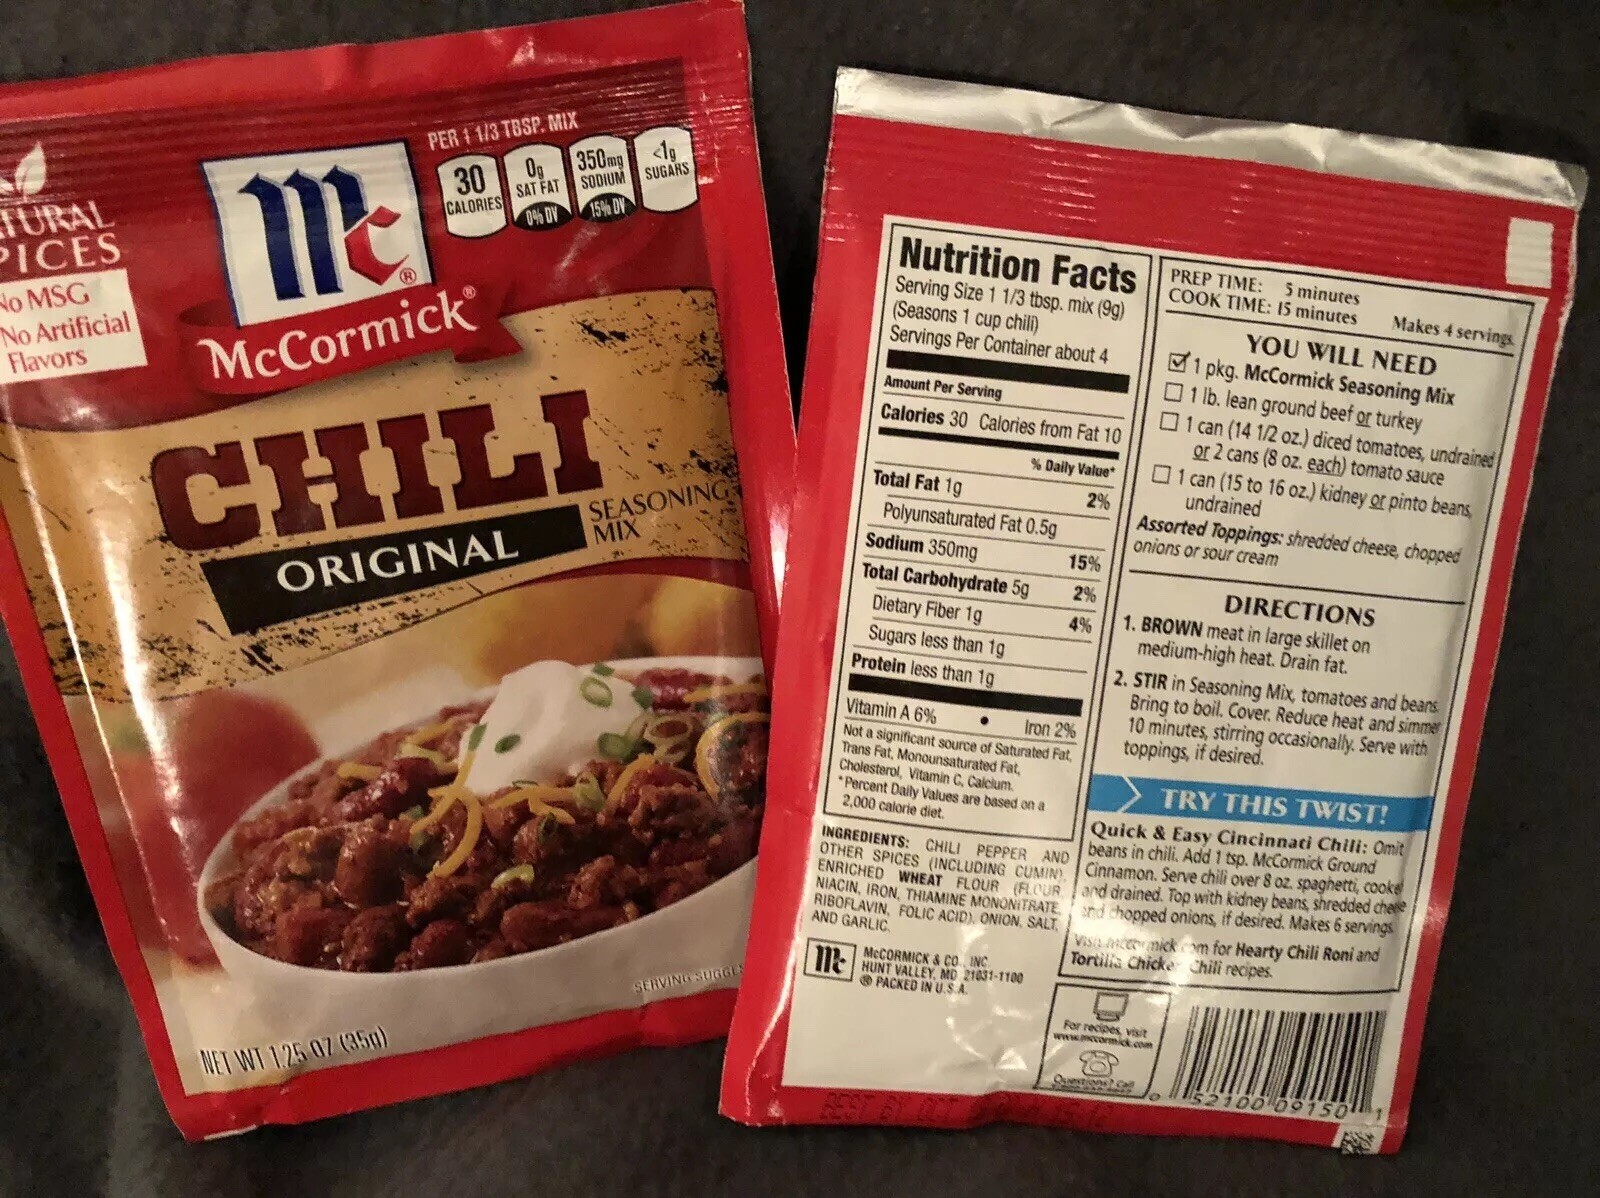 NATURAL
SPICES
No MSG
No Artificial
Flavors
McCormick®
PER 1 1/3 TBSP. MIX
30
CALORIES
0g
SAT FAT
0% DV
350mg
SODIUM
15% DV
<1g
SUGARS
CHILI
ORIGINAL
SEASONING
MIX
SERVING SUGGES
NET WT 1.25 OZ (35g)
Nutrition Facts
Serving Size 1 1/3 tbsp. mix (9g)
(Seasons 1 cup chili)
Servings Per Container about 4
Amount Per Serving
Calories 30 Calories from Fat 10
% Daily Value*
Total Fat 1g 2%
Polyunsaturated Fat 0.5g
Sodium 350mg 15%
Total Carbohydrate 5g 2%
Dietary Fiber 1g 4%
Sugars less than 1g
Protein less than 1g
Vitamin A 6% • Iron 2%
Not a significant source of Saturated Fat,
Trans Fat, Monounsaturated Fat,
Cholesterol, Vitamin C, Calcium.
*Percent Daily Values are based on a
2,000 calorie diet.
INGREDIENTS: CHILI PEPPER AND
OTHER SPICES (INCLUDING CUMIN),
ENRICHED WHEAT FLOUR (FLOUR,
NIACIN, IRON, THIAMINE MONONITRATE,
RIBOFLAVIN, FOLIC ACID), ONION, SALT,
AND GARLIC.
McCORMICK & CO., INC.
HUNT VALLEY, MD 21031-1100
PACKED IN U.S.A.
PREP TIME: 5 minutes
COOK TIME: 15 minutes Makes 4 servings.
YOU WILL NEED
1 pkg. McCormick Seasoning Mix
1 lb. lean ground beef or turkey
1 can (14 1/2 oz.) diced tomatoes, undrained
or 2 cans (8 oz. each) tomato sauce
1 can (15 to 16 oz.) kidney or pinto beans,
undrained
Assorted Toppings: shredded cheese, chopped
onions or sour cream
DIRECTIONS
1. BROWN meat in large skillet on
medium-high heat. Drain fat.
2. STIR in Seasoning Mix, tomatoes and beans.
Bring to boil. Cover. Reduce heat and simmer
10 minutes, stirring occasionally. Serve with
toppings, if desired.
TRY THIS TWIST!
Quick & Easy Cincinnati Chili: Omit
beans in chili. Add 1 tsp. McCormick Ground
Cinnamon. Serve chili over 8 oz. spaghetti, cooked
and drained. Top with kidney beans, shredded cheese
and chopped onions, if desired. Makes 6 servings.
Visit mccormick.com for Hearty Chili Roni and
Tortilla Chicken Chili recipes.
For recipes, visit
www.mccormick.com
Questions? Call
0 52100 09150 1
BEST BY OCT